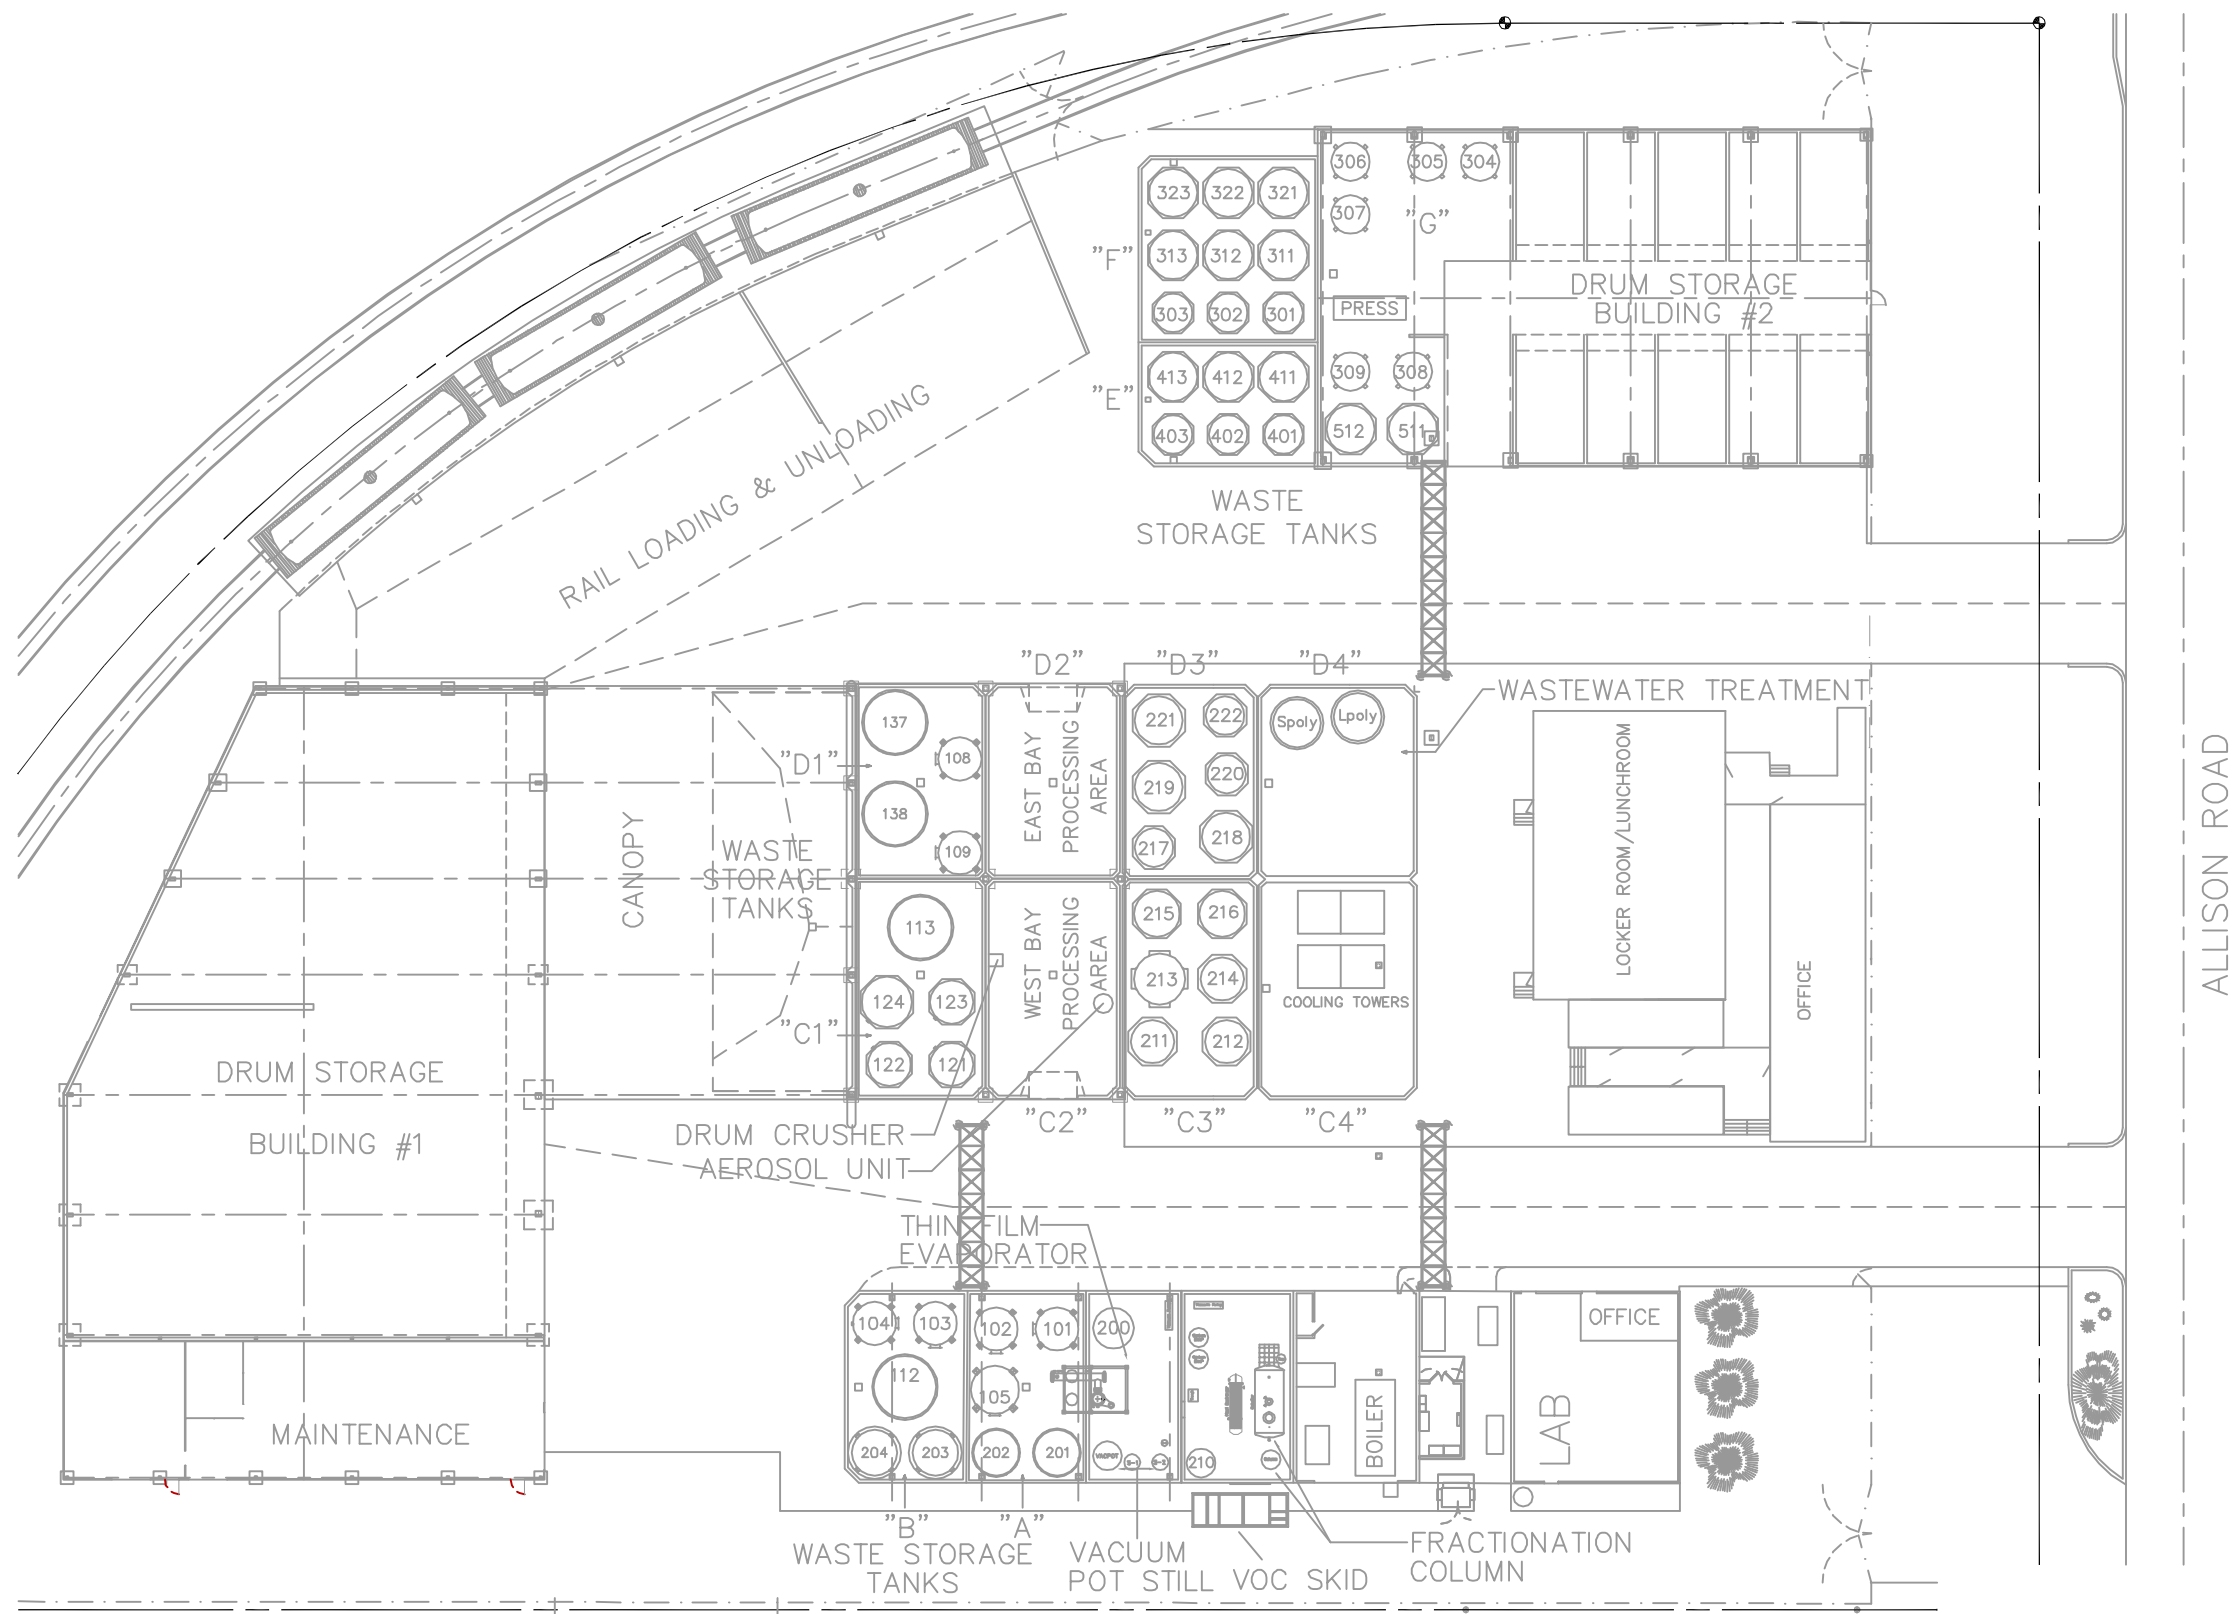 306
305
304
323
322
321
307
"G"
"F"
313
312
311
DRUM STORAGE
BUILDING #2
303
302
301
PRESS
"E"
413
412
411
309
308
403
402
401
512
511
WASTE
STORAGE TANKS
RAIL LOADING & UNLOADING
"D2"
"D3"
"D4"
WASTEWATER TREATMENT
137
221
222
Spoly
Lpoly
"D1"
108
EAST BAY
PROCESSING
AREA
219
220
138
109
217
218
LOCKER ROOM/LUNCHROOM
ALLISON ROAD
CANOPY
WASTE
STORAGE
TANKS
113
WEST BAY
PROCESSING
AREA
215
216
213
214
124
123
COOLING TOWERS
OFFICE
"C1"
122
121
211
212
DRUM STORAGE
BUILDING #1
"C2"
"C3"
"C4"
DRUM CRUSHER
AEROSOL UNIT
THIN FILM
EVAPORATOR
104
103
102
101
200
OFFICE
112
105
BOILER
LAB
MAINTENANCE
204
203
202
201
VACPOT
S-1
S-2
210
"B"
"A"
WASTE STORAGE
TANKS
VACUUM
POT STILL
VOC SKID
FRACTIONATION
COLUMN